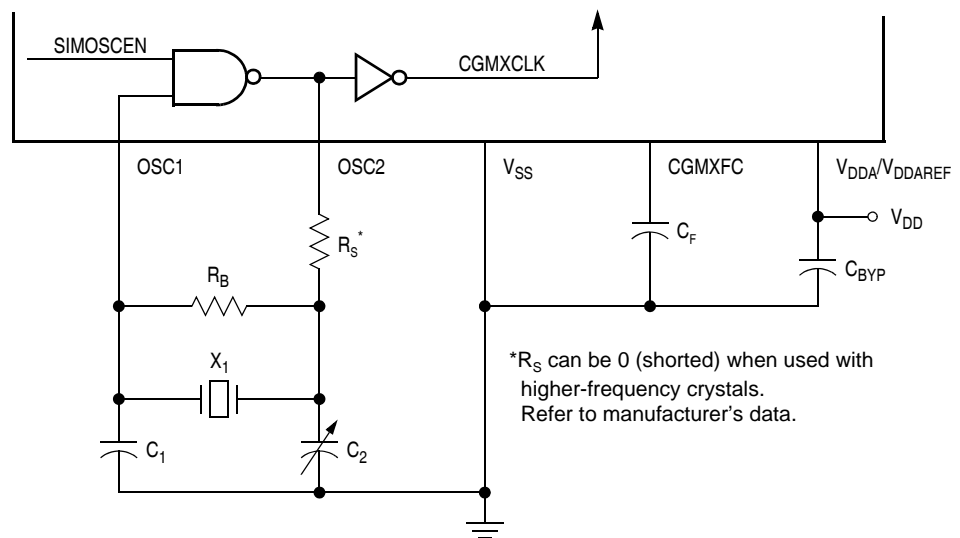 SIMOSCEN
CGMXCLK
OSC1
OSC2
VSS
CGMXFC
VDDA/VDDAREF
VDD
RS*
CF
CBYP
RB
X1
*RS can be 0 (shorted) when used with
higher-frequency crystals.
Refer to manufacturer's data.
C1
C2